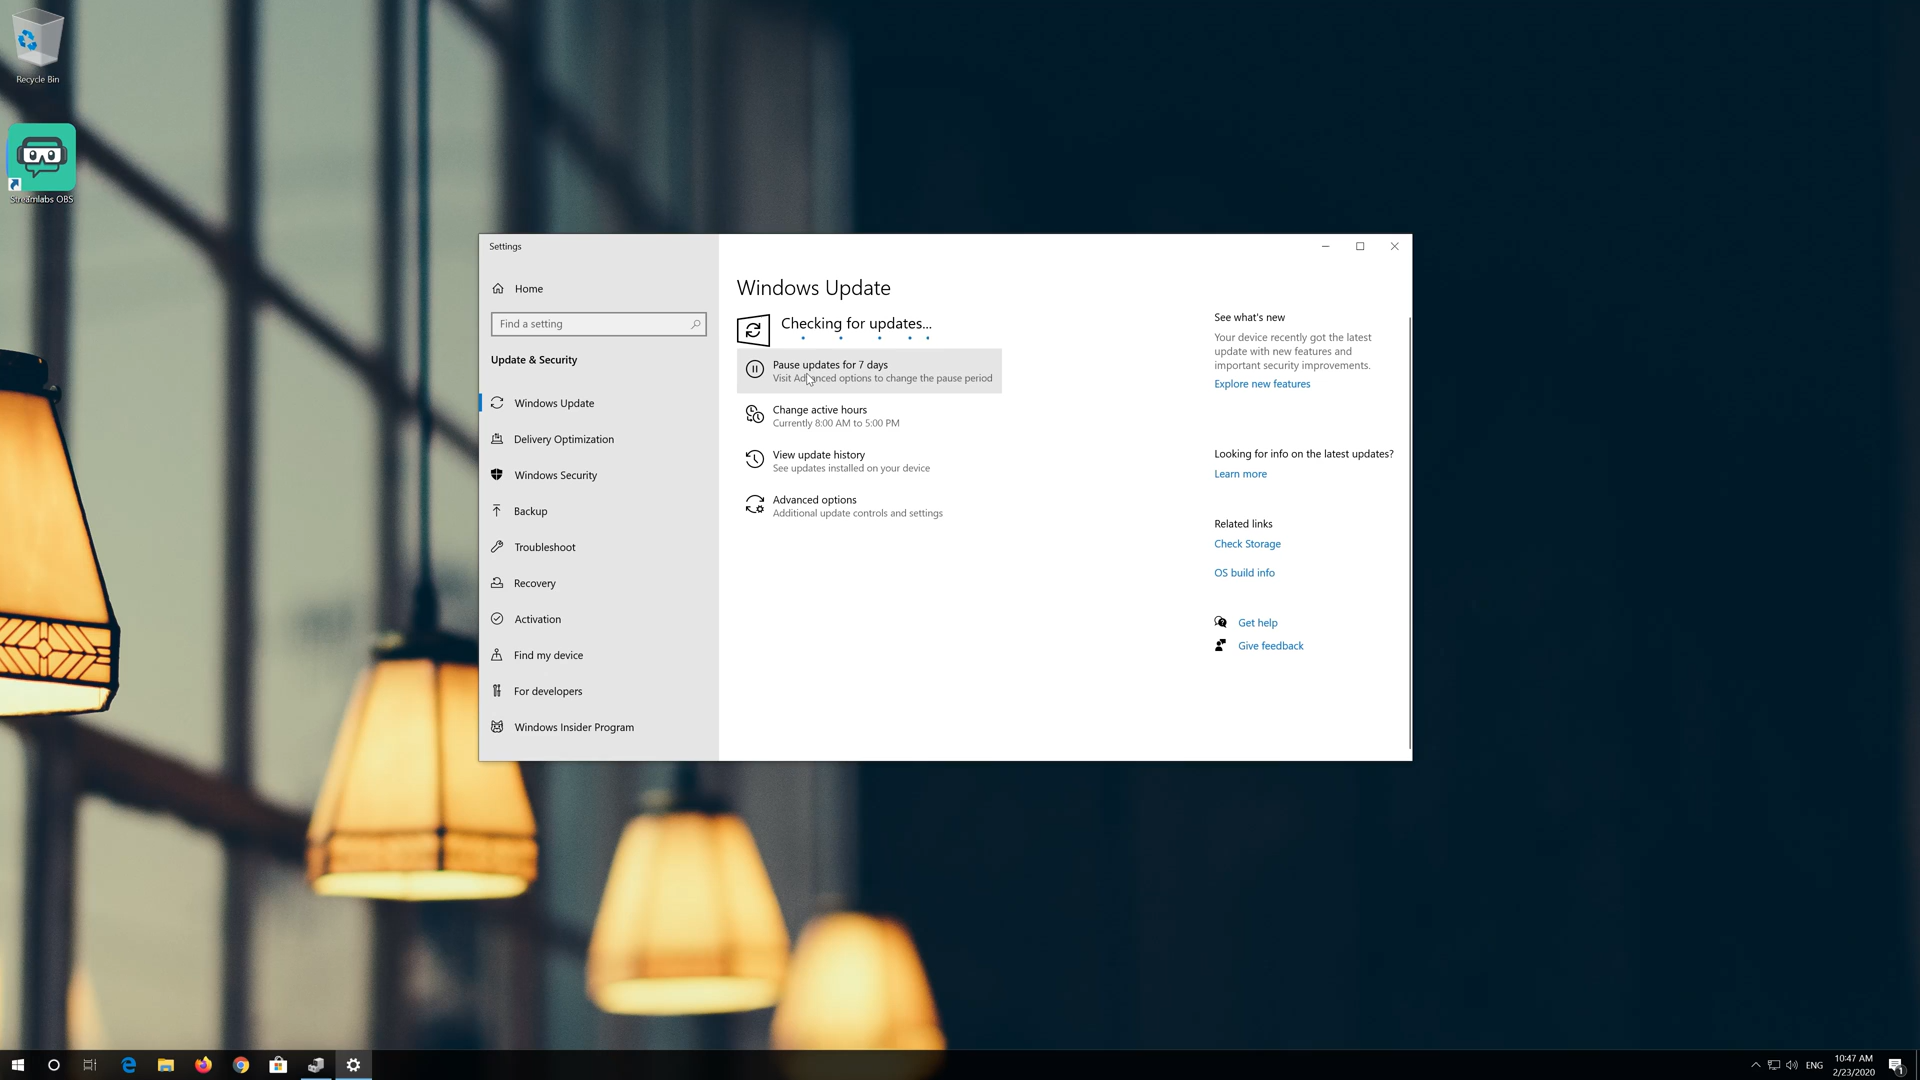 Recycle Bin
Streamlabs OBS
Settings
Home
Find a setting
Update & Security
Windows Update
Delivery Optimization
Windows Security
Backup
Troubleshoot
Recovery
Activation
Find my device
For developers
Windows Insider Program
Windows Update
Checking for updates...
Pause updates for 7 days
Visit Advanced options to change the pause period
Change active hours
Currently 8:00 AM to 5:00 PM
View update history
See updates installed on your device
Advanced options
Additional update controls and settings
See what's new
Your device recently got the latest
update with new features and
important security improvements.
Explore new features
Looking for info on the latest updates?
Learn more
Related links
Check Storage
OS build info
Get help
Give feedback
ENG
10:47 AM
2/23/2020
1